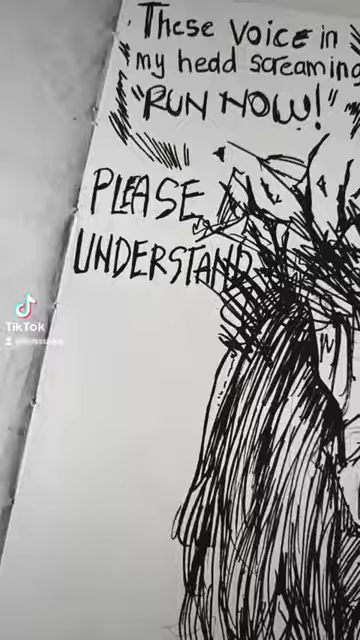 These Voice in
my head screaming
"RUN NOW!"
PLEASE
UNDERSTAND
TikTok